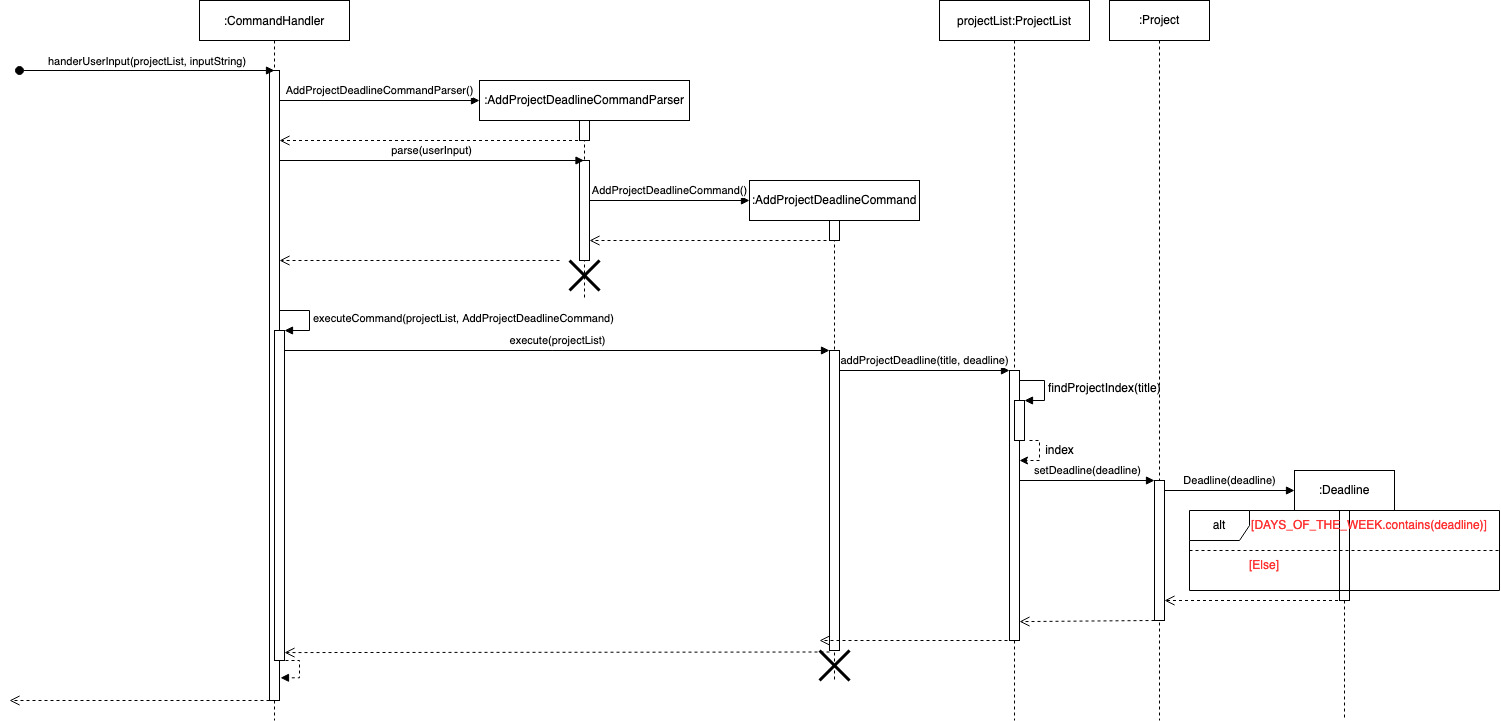 :CommandHandler
projectList:ProjectList
:Project
handerUserInput(projectList, inputString)
AddProjectDeadlineCommandParser()
:AddProjectDeadlineCommandParser
parse(userInput)
AddProjectDeadlineCommand()
:AddProjectDeadlineCommand
executeCommand(projectList, AddProjectDeadlineCommand)
execute(projectList)
addProjectDeadline(title, deadline)
findProjectIndex(title)
index
setDeadline(deadline)
Deadline(deadline)
:Deadline
alt
[DAYS_OF_THE_WEEK.contains(deadline)]
[Else]